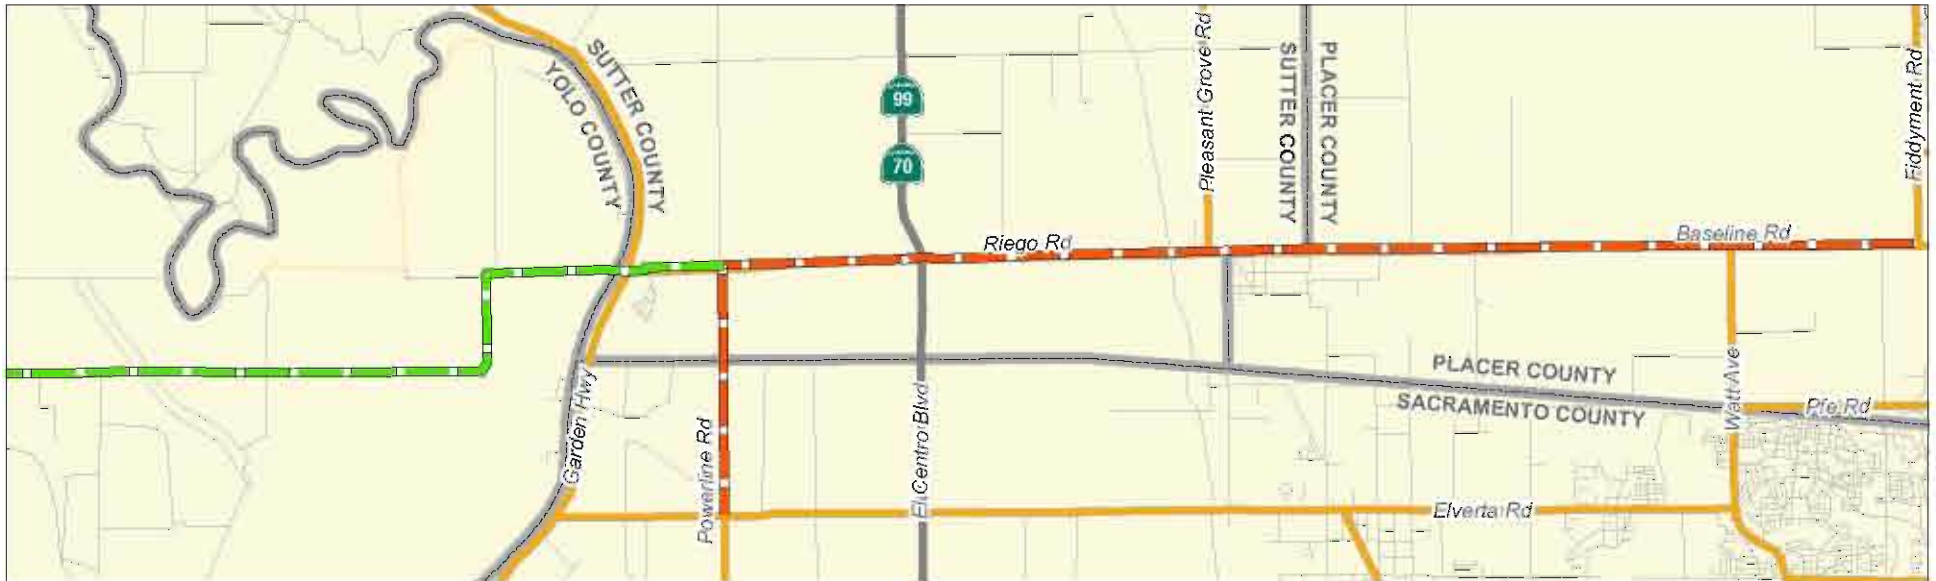 SUTTER COUNTY
YOLO COUNTY
99
70
Pleasant Grove Rd
SUTTER COUNTY
PLACER COUNTY
Fiddyment Rd
Riego Rd
Baseline Rd
PLACER COUNTY
SACRAMENTO COUNTY
Watt Ave
Pfe Rd
Garden Hwy
Powerline Rd
El Centro Blvd
Elverta Rd